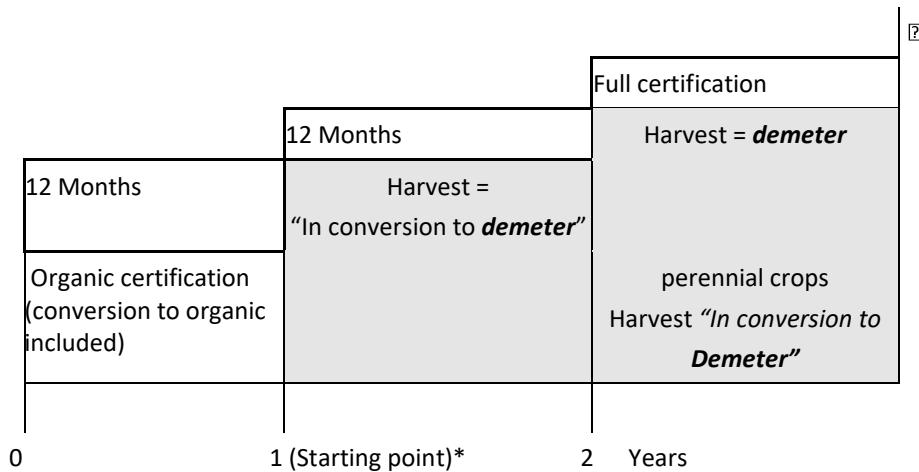 Full certification
12 Months
Harvest = demeter
12 Months
Harvest =
“In conversion to demeter”
Organic certification
(conversion to organic
included)
perennial crops
Harvest “In conversion to
Demeter”
0 1 (Starting point)* 2 Years